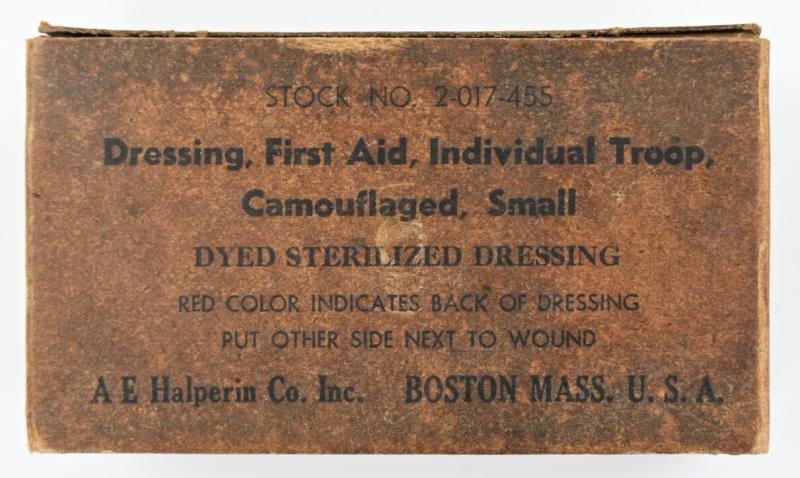 STOCK NO. 2-017-455
Dressing, First Aid, Individual Troop,
Camouflaged, Small
DYED STERILIZED DRESSING
RED COLOR INDICATES BACK OF DRESSING
PUT OTHER SIDE NEXT TO WOUND
A E Halperin Co. Inc. BOSTON MASS. U. S. A.